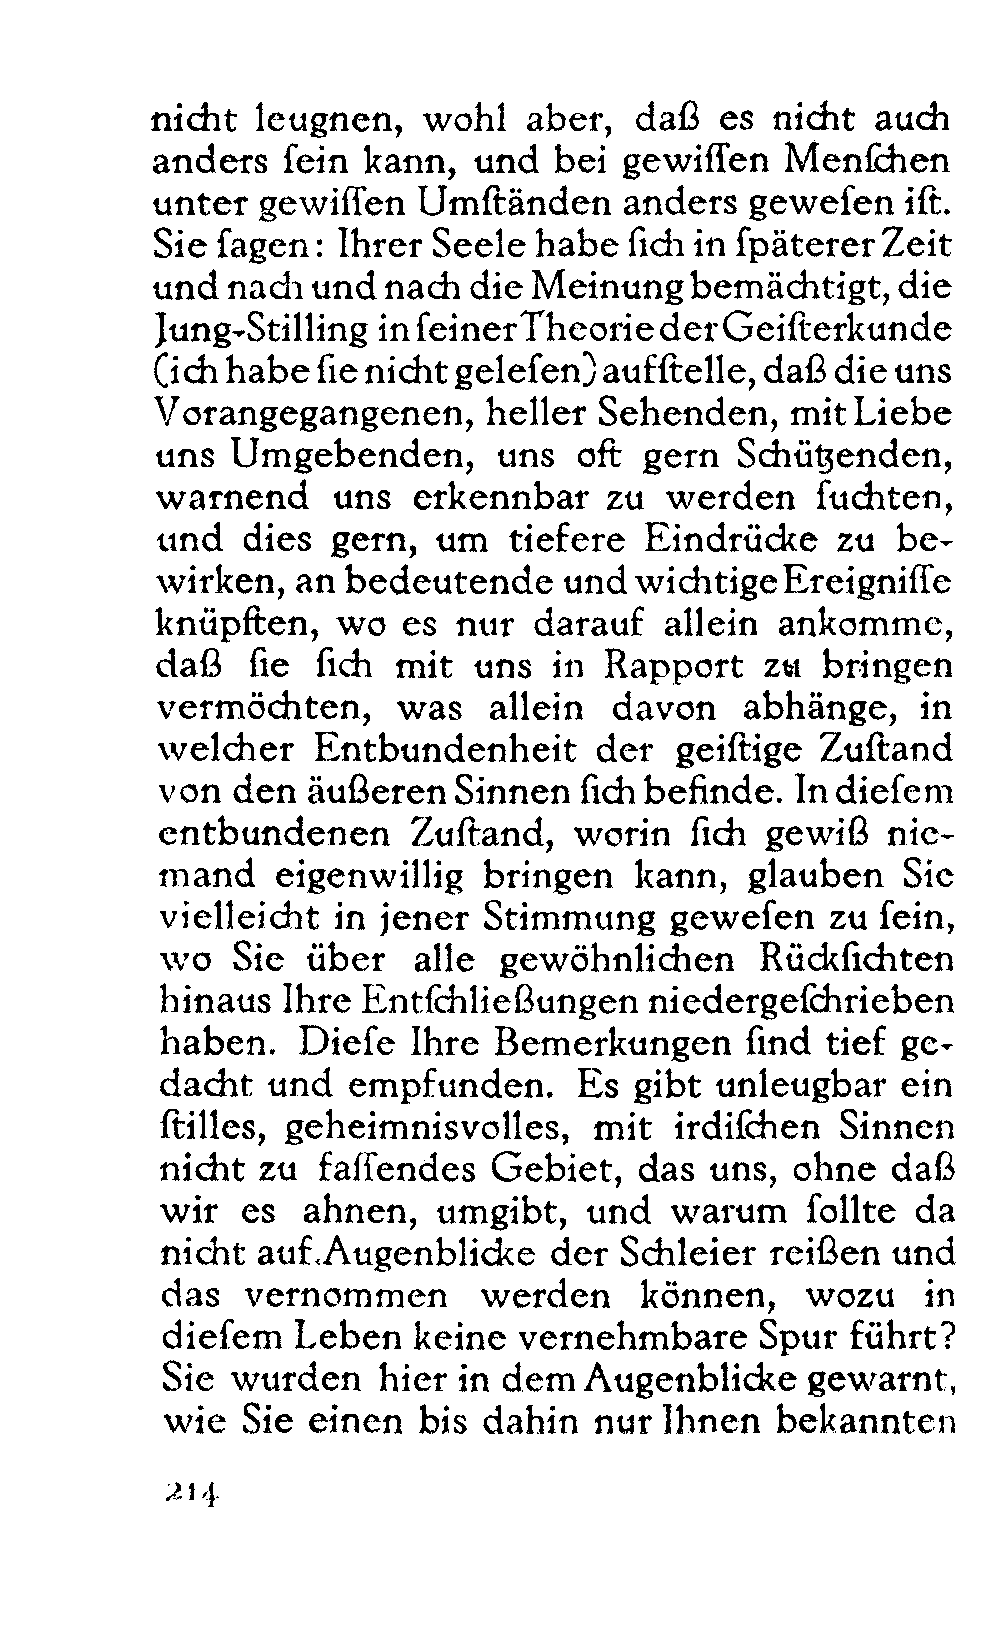 nicht leugnen, wohl aber, daß es nicht auch
anders ſein kann, und bei gewiſſen Menſchen
unter gewiſſen Umſtänden anders geweſen iſt.
Sie ſagen: Ihrer Seele habe ſich in ſpäterer Zeit
und nach und nach die Meinung bemächtigt, die
Jung-Stilling in ſeiner Theorie der Geiſterkunde
(ich habe ſie nicht geleſen) aufſtelle, daß die uns
Vorangegangenen, heller Sehenden, mit Liebe
uns Umgebenden, uns oft gern Schützenden,
warnend uns erkennbar zu werden ſuchten,
und dies gern, um tiefere Eindrücke zu be-
wirken, an bedeutende und wichtige Ereigniſſe
knüpften, wo es nur darauf allein ankomme,
daß ſie ſich mit uns in Rapport zu bringen
vermöchten, was allein davon abhänge, in
welcher Entbundenheit der geiſtige Zuſtand
von den äußeren Sinnen ſich befinde. In dieſem
entbundenen Zuſtand, worin ſich gewiß nie-
mand eigenwillig bringen kann, glauben Sie
vielleicht in jener Stimmung geweſen zu ſein,
wo Sie über alle gewöhnlichen Rückſichten
hinaus Ihre Entſchließungen niedergeſchrieben
haben. Dieſe Ihre Bemerkungen ſind tief ge-
dacht und empfunden. Es gibt unleugbar ein
ſtilles, geheimnisvolles, mit irdiſchen Sinnen
nicht zu faſſendes Gebiet, das uns, ohne daß
wir es ahnen, umgibt, und warum ſollte da
nicht auf Augenblicke der Schleier reißen und
das vernommen werden können, wozu in
dieſem Leben keine vernehmbare Spur führt?
Sie wurden hier in dem Augenblicke gewarnt,
wie Sie einen bis dahin nur Ihnen bekannten
214